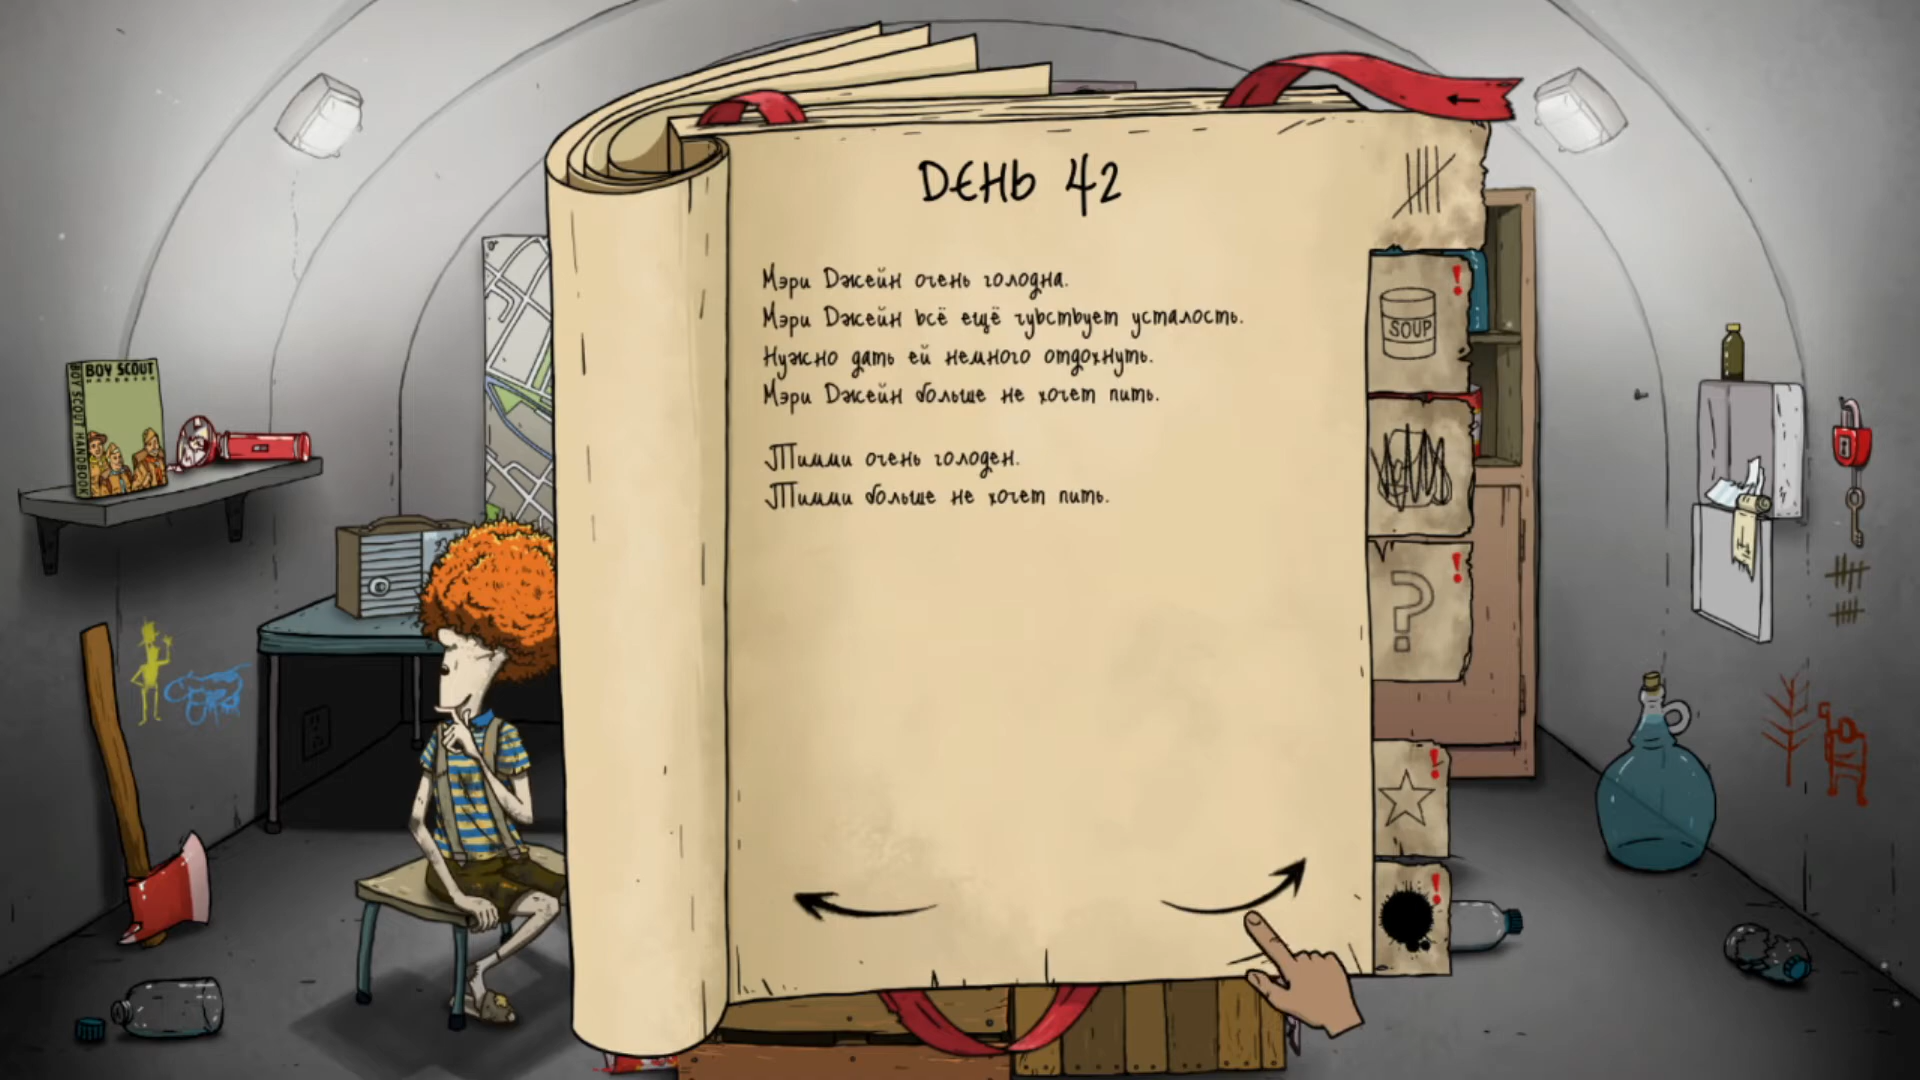 ДЕНЬ 42
Мэри Джейн очень голодна.
Мэри Джейн всё ещё чувствует усталость.
Нужно дать ей немного отдохнуть.
Мэри Джейн больше не хочет пить.
Тимми очень голоден.
Тимми больше не хочет пить.
SOUP
BOY SCOUT
HANDBOOK
BOY SCOUT HANDBOOK